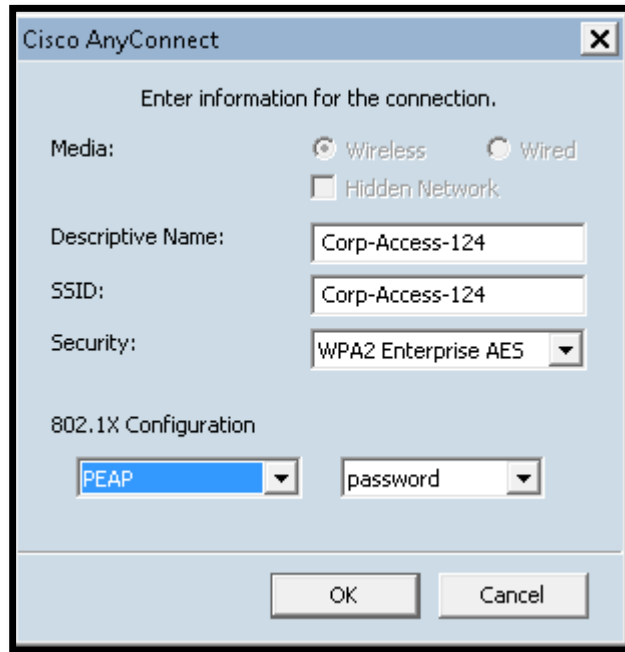 Cisco AnyConnect
Enter information for the connection.
Media: Wireless Wired
Hidden Network
Descriptive Name: Corp-Access-124
SSID: Corp-Access-124
Security: WPA2 Enterprise AES
802.1X Configuration
PEAP password
OK Cancel